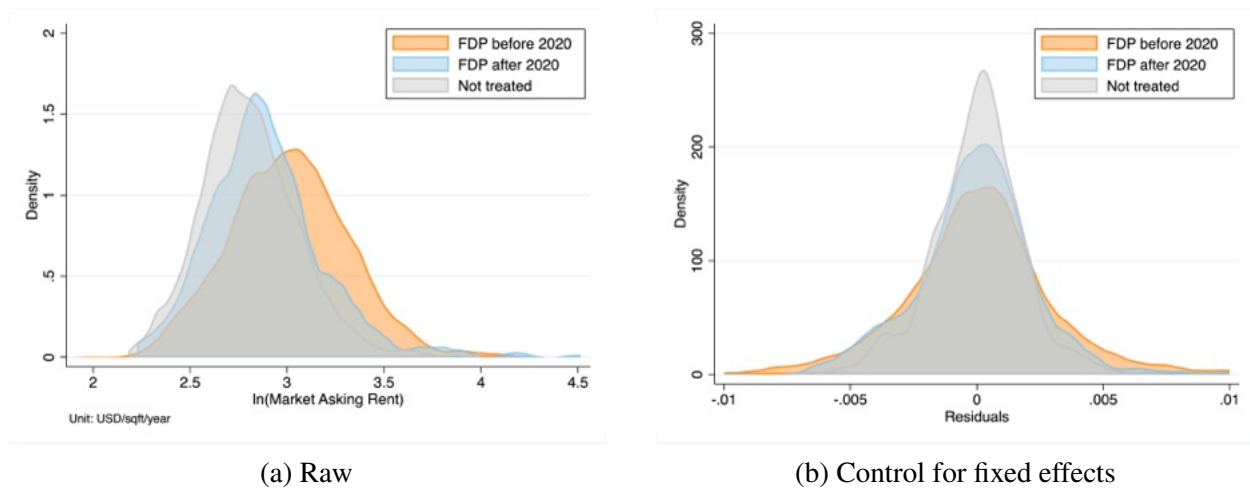 2
1.5
1
.5
0
Density
FDP before 2020
FDP after 2020
Not treated
2 2.5 3 3.5 4 4.5
ln(Market Asking Rent)
Unit: USD/sqft/year
(a) Raw
300
200
100
0
Density
FDP before 2020
FDP after 2020
Not treated
-.01 -.005 0 .005 .01
Residuals
(b) Control for fixed effects